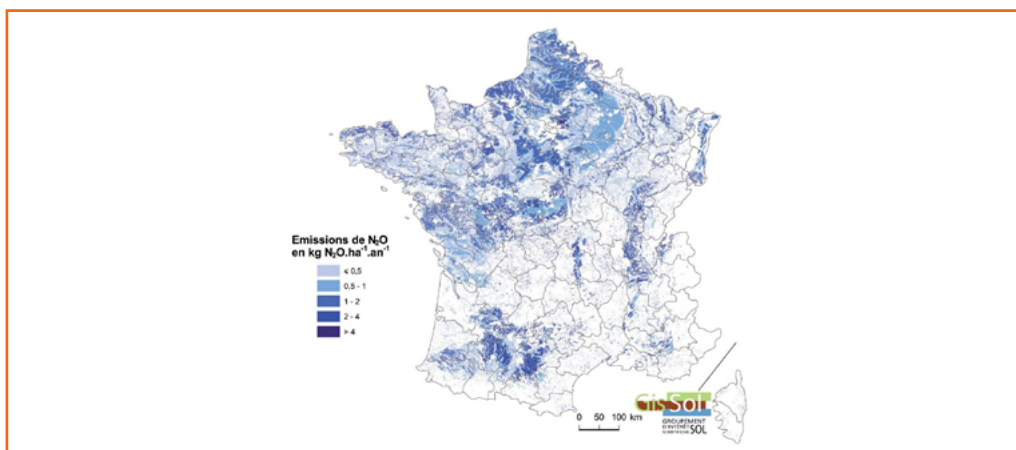 Emissions de N₂O
en kg N₂O.ha⁻¹.an⁻¹
≤ 0,5
0,5 - 1
1 - 2
2 - 4
> 4
0 50 100 km
Gis Sol
GROUPEMENT
D'INTÉRÊT
SCIENTIFIQUE SOL